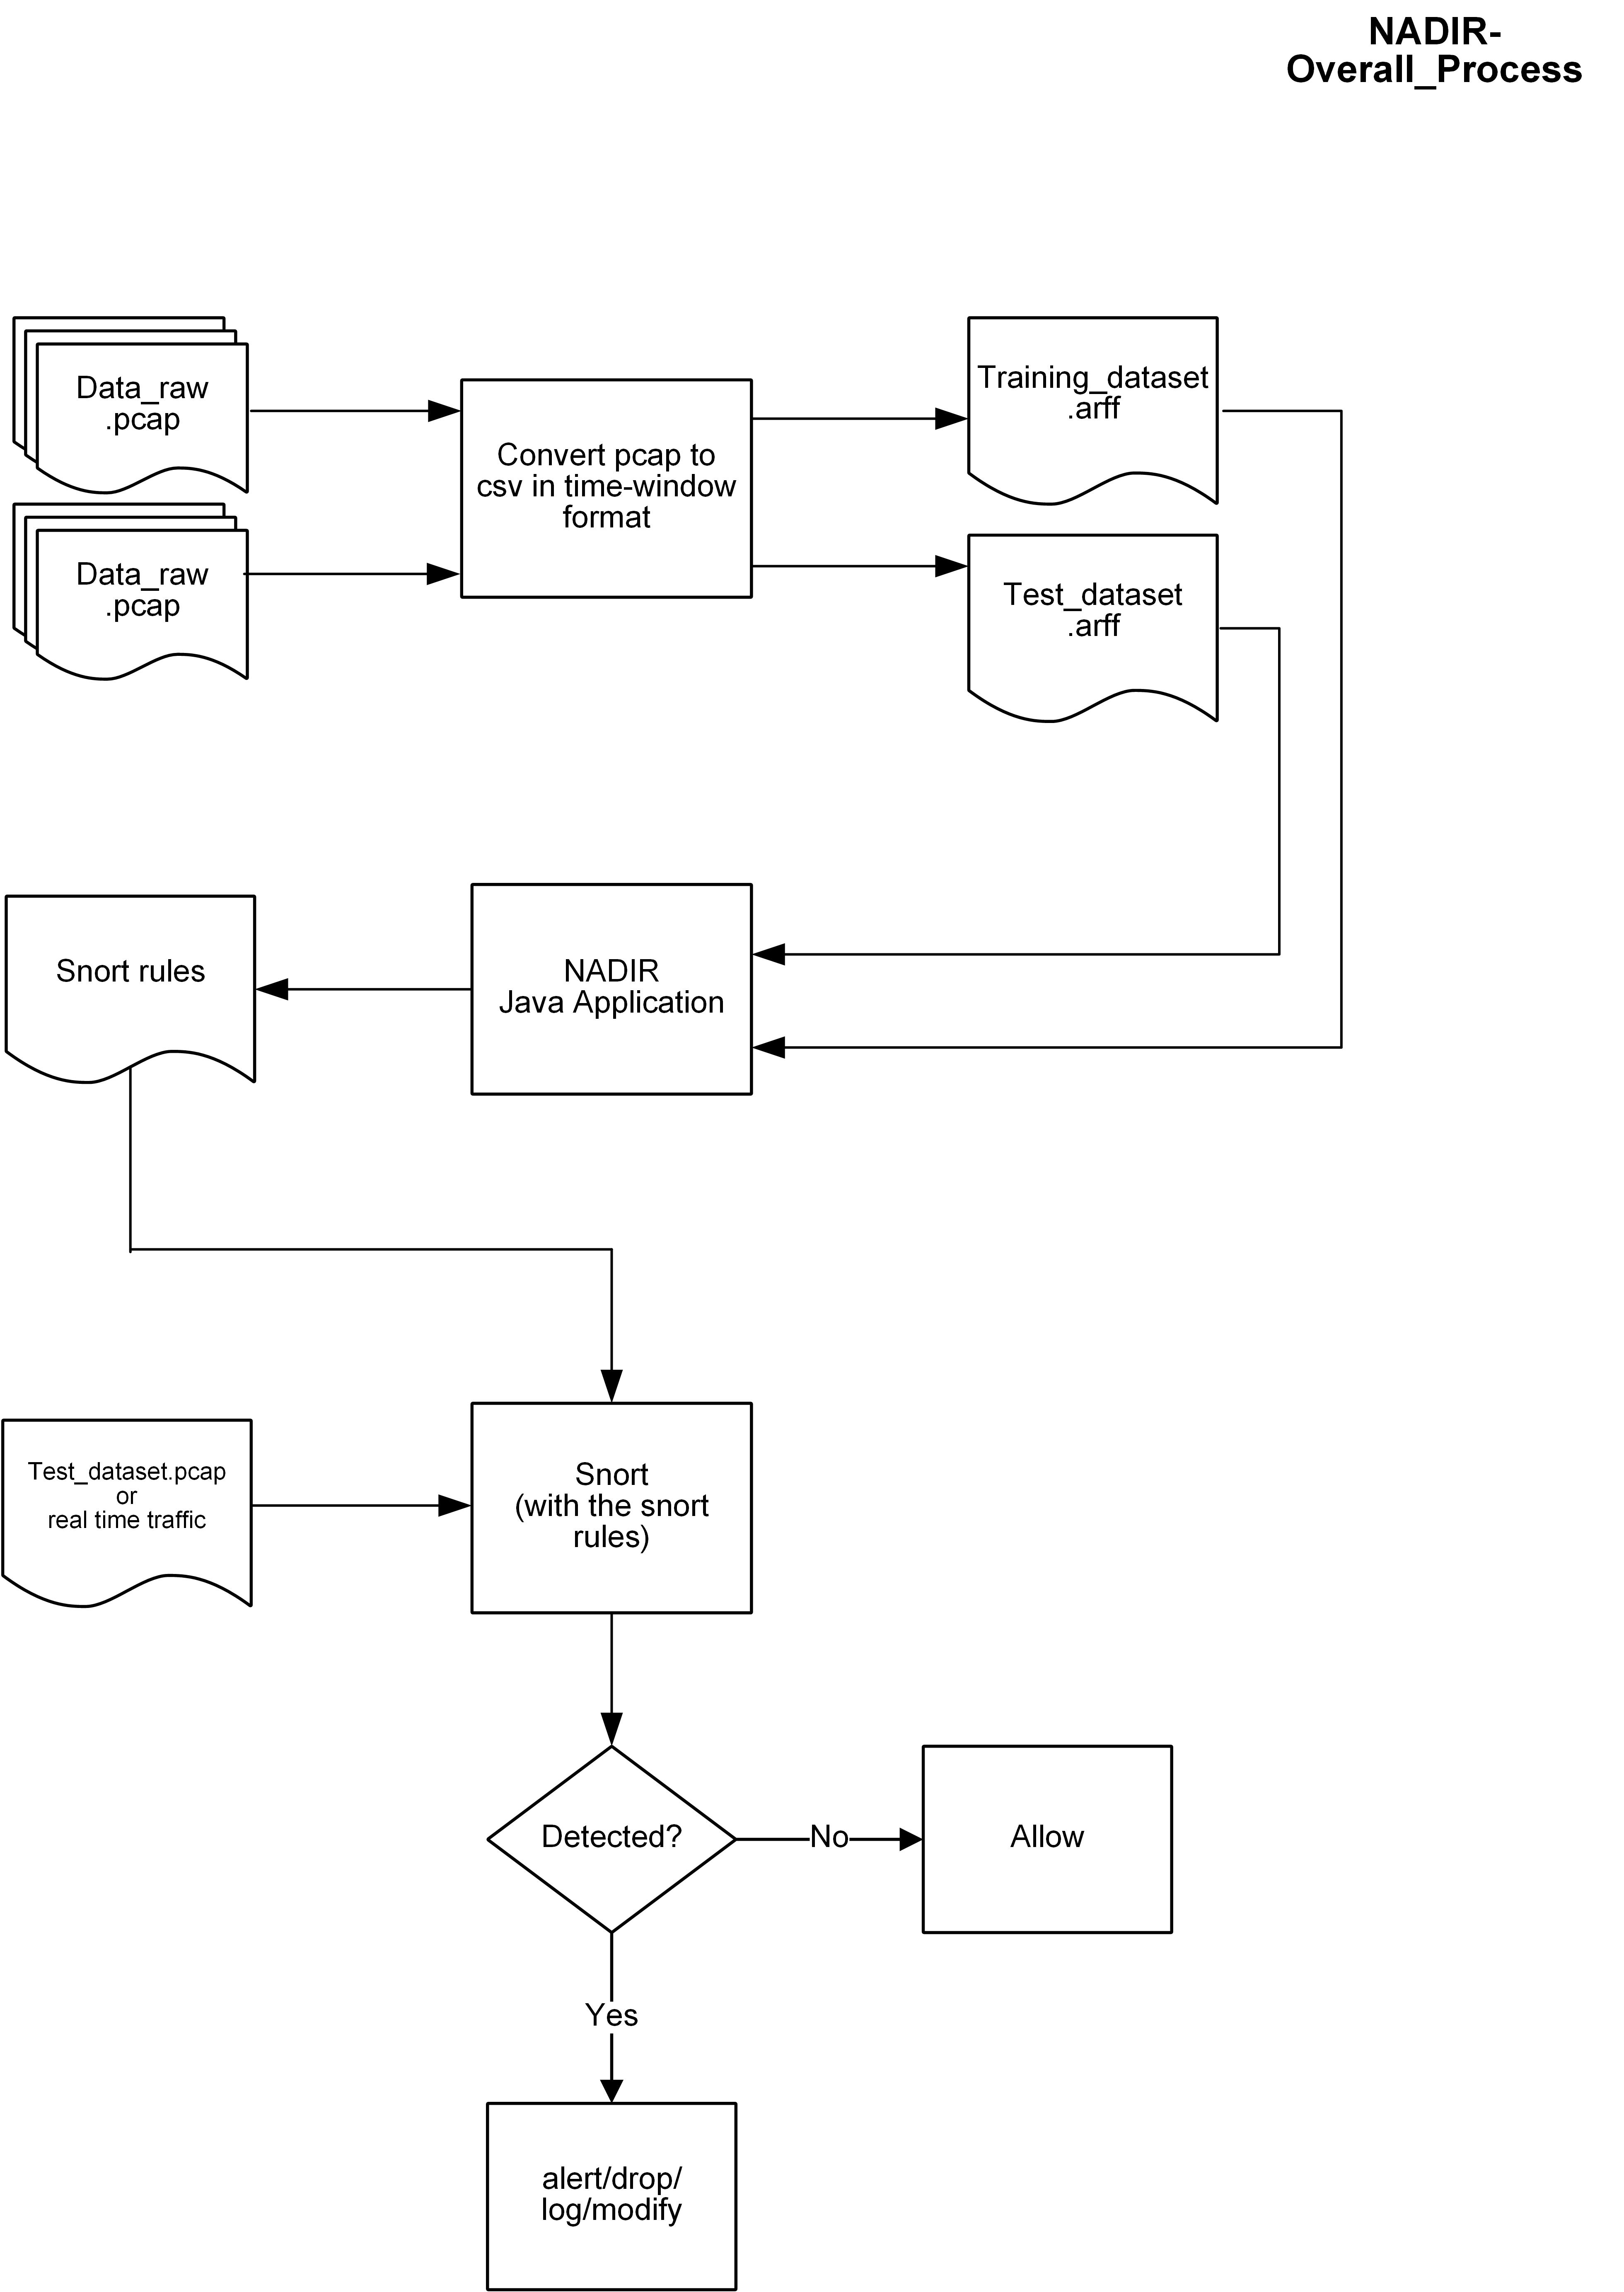 NADIR-
Overall_Process
Data_raw
.pcap
Data_raw
.pcap
Convert pcap to
csv in time-window
format
Training_dataset
.arff
Test_dataset
.arff
Snort rules
NADIR
Java Application
Test_dataset.pcap
or
real time traffic
Snort
(with the snort
rules)
Detected?
No
Allow
Yes
alert/drop/
log/modify